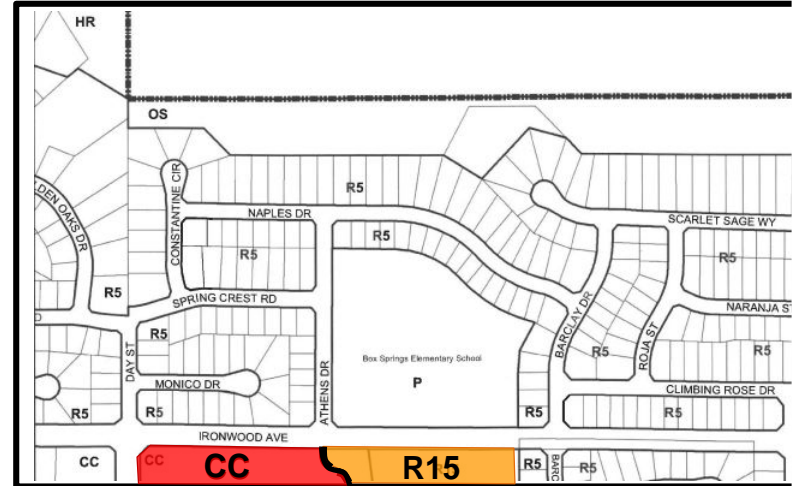 HR
OS
CONSTANTINE CIR
R5
NAPLES DR
SCARLET SAGE WY
DEN OAKS DR
R5
R5
R5
R5
SPRING CREST RD
BARCLAY DR
NARANJA ST
R5
DAY ST
ATHENS DR
Box Springs Elementary School
P
R5
ROJA ST
R5
MONICO DR
CLIMBING ROSE DR
R5
R5
R5
R5
IRONWOOD AVE
CC
CC
CC
R15
R5
BARC
R5